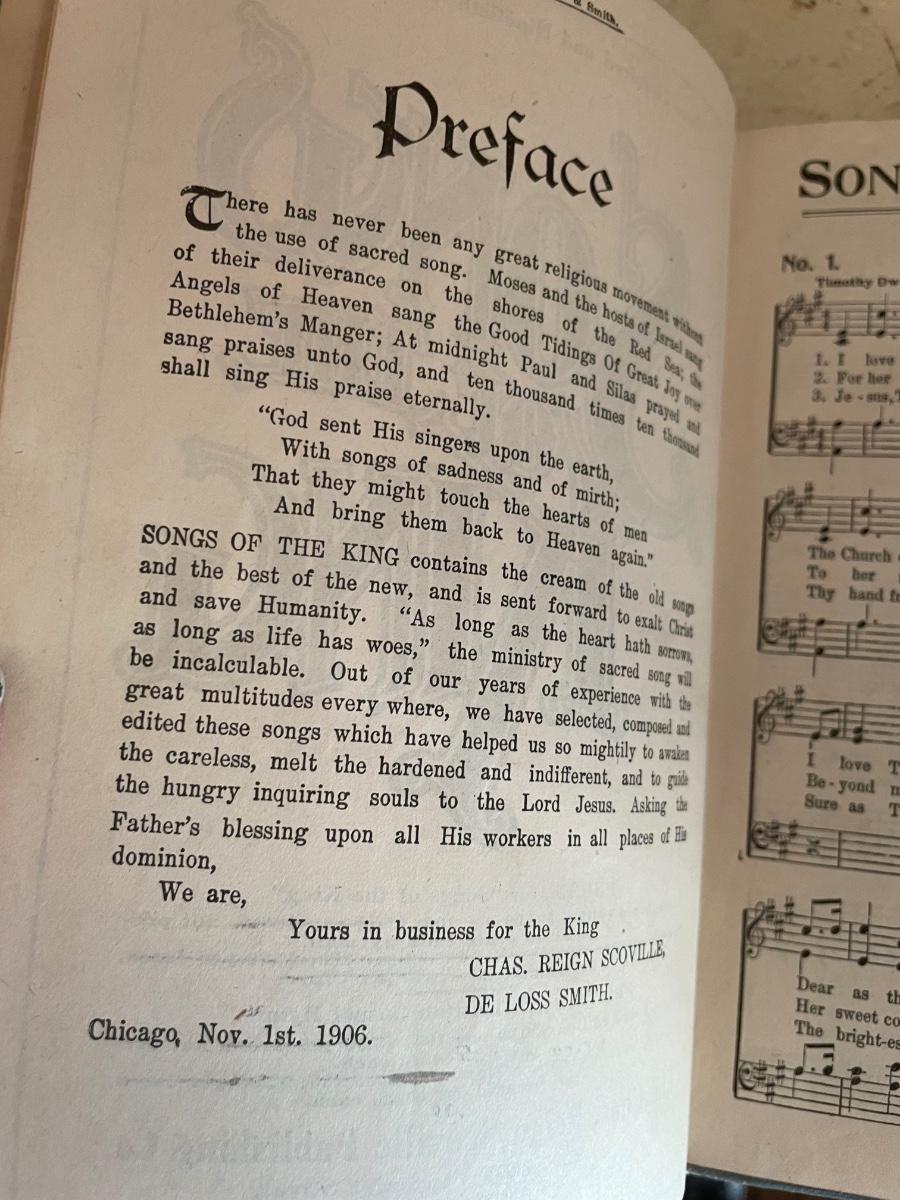 & Smith.
Preface
There has never been any great religious movement without
the use of sacred song. Moses and the hosts of Israel sang
of their deliverance on the shores of the Red Sea; the
Angels of Heaven sang the Good Tidings Of Great Joy over
Bethlehem's Manger; At midnight Paul and Silas prayed and
sang praises unto God, and ten thousand times ten thousand
shall sing His praise eternally.
"God sent His singers upon the earth,
With songs of sadness and of mirth;
That they might touch the hearts of men
And bring them back to Heaven again."
SONGS OF THE KING contains the cream of the old songs
and the best of the new, and is sent forward to exalt Christ
and save Humanity. "As long as the heart hath sorrows,
as long as life has woes," the ministry of sacred song will
be incalculable. Out of our years of experience with the
great multitudes every where, we have selected, composed and
edited these songs which have helped us so mightily to awaken
the careless, melt the hardened and indifferent, and to guide
the hungry inquiring souls to the Lord Jesus. Asking the
Father's blessing upon all His workers in all places of His
dominion,
We are,
Yours in business for the King
CHAS. REIGN SCOVILLE,
DE LOSS SMITH.
Chicago, Nov. 1st. 1906.
SON
No. 1.
Timothy Dw
1. I love
2. For her
3. Je - sus,
The Church
To her
Thy hand f
I love T
Be - yond m
Sure as T
Dear as th
Her sweet co
The bright-es